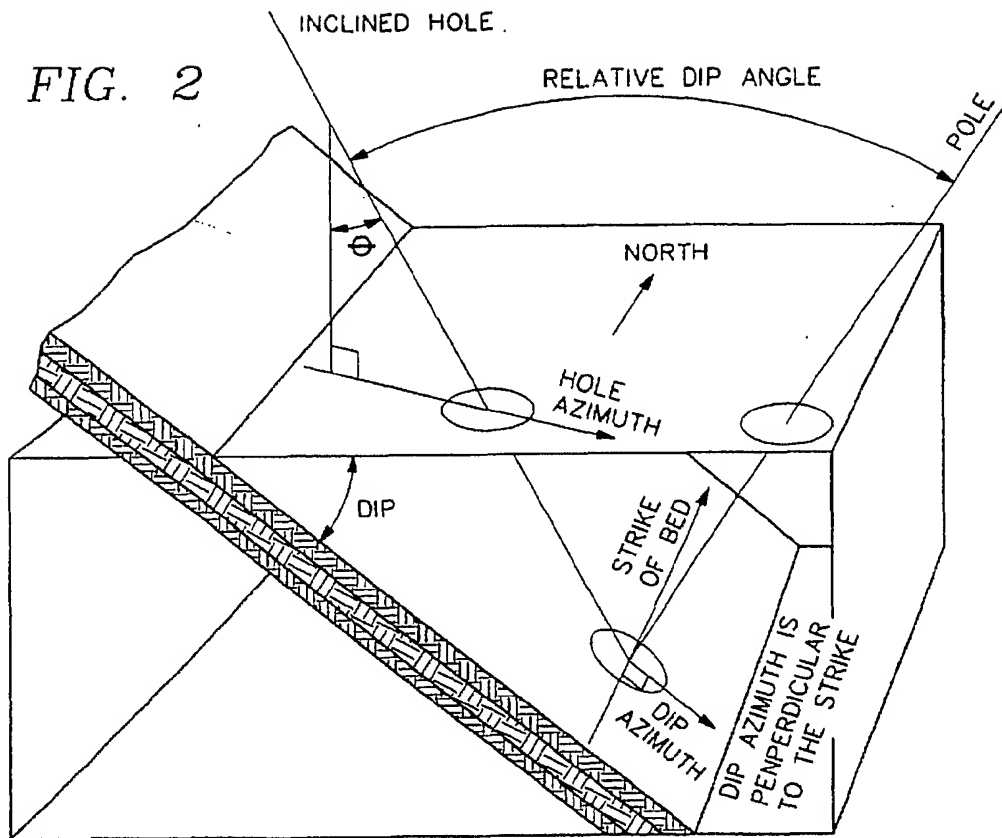 INCLINED HOLE.
FIG. 2
RELATIVE DIP ANGLE
POLE
ϕ
NORTH
HOLE
AZIMUTH
DIP
STRIKE
OF BED
DIP
AZIMUTH
DIP AZIMUTH IS
PENPERDICULAR
TO THE STRIKE